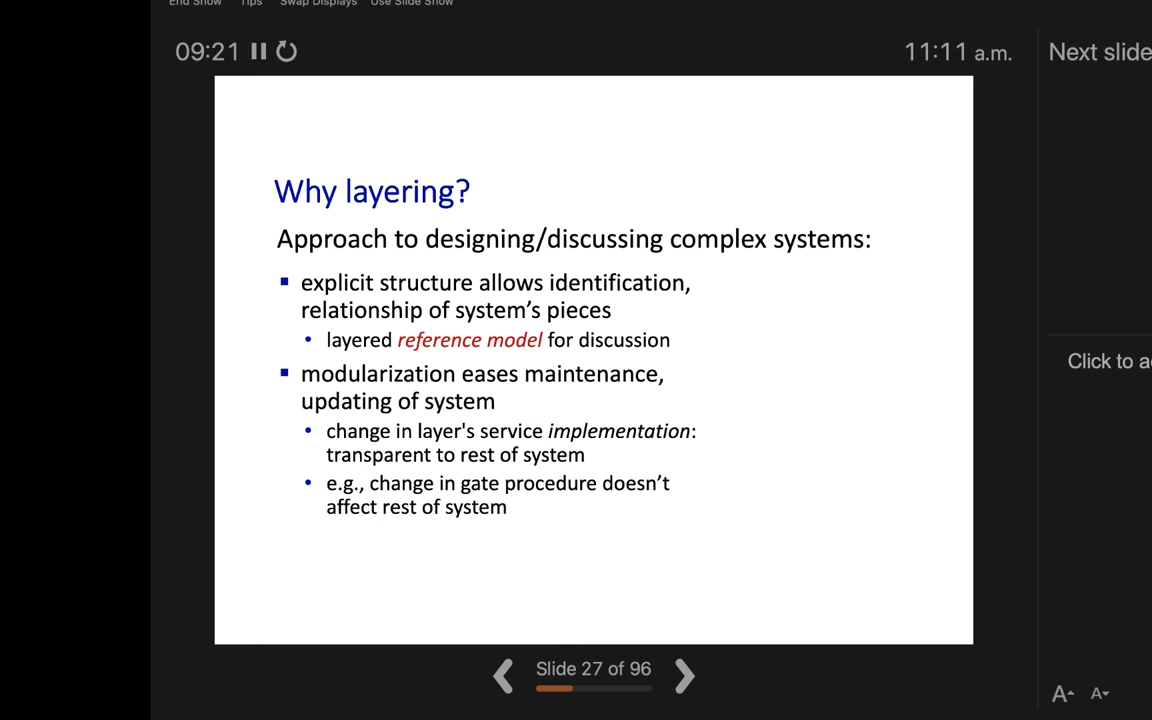 End Show Tips Swap Displays Use Slide Show
09:21
11:11 a.m.
Next slide
Why layering?
Approach to designing/discussing complex systems:
▪ explicit structure allows identification,
relationship of system’s pieces
• layered reference model for discussion
▪ modularization eases maintenance,
updating of system
• change in layer's service implementation:
transparent to rest of system
• e.g., change in gate procedure doesn’t
affect rest of system
Click to a
Slide 27 of 96
A A